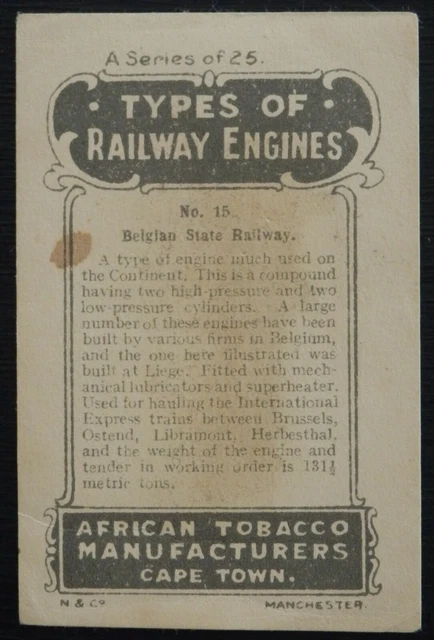 A Series of 25.
TYPES OF
RAILWAY ENGINES
No. 15
Belgian State Railway.
A type of engine much used on
the Continent. This is a compound
having two high-pressure and two
low-pressure cylinders. A large
number of these engines have been
built by various firms in Belgium,
and the one here illustrated was
built at Liege. Fitted with mech-
anical lubricators and superheater.
Used for hauling the International
Express trains between Brussels,
Ostend, Libramont, Herbesthal,
and the weight of the engine and
tender in working order is 131½
metric tons.
AFRICAN TOBACCO
MANUFACTURERS
CAPE TOWN.
N & Co
MANCHESTER.